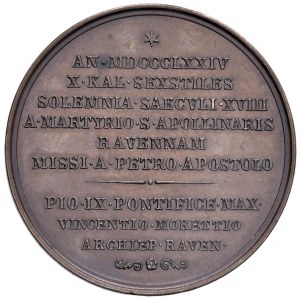 AN · MDCCCLXXIV
X · KAL · SEXSTILES
SOLEMNIA · SAECVLI · XVIII
A · MARTYRIO · S · APOLLINARIS
RAVENNAM
MISSI · A · PETRO · APOSTOLO
PIO · IX · PONTIFICE · MAX ·
VINCENTIO · MORETTIO
ARCHIEP · RAVEN ·